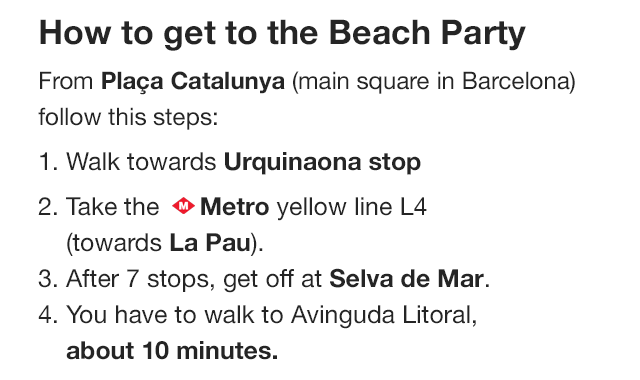 How to get to the Beach Party
From Plaça Catalunya (main square in Barcelona)
follow this steps:
1. Walk towards Urquinaona stop
2. Take the M Metro yellow line L4
(towards La Pau).
3. After 7 stops, get off at Selva de Mar.
4. You have to walk to Avinguda Litoral,
about 10 minutes.